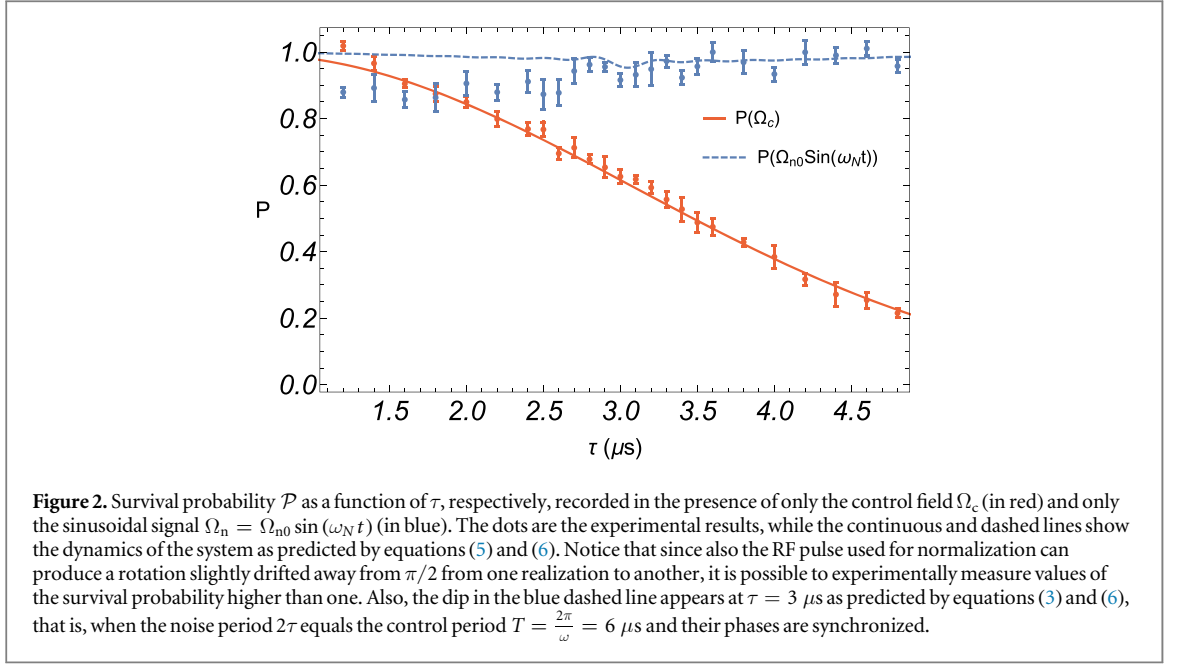 1.0
0.8
0.6
0.4
0.2
0.0
P
P(Ω_c)
P(Ω_n0Sin(ω_Nt))
1.5 2.0 2.5 3.0 3.5 4.0 4.5
τ (μs)
Figure 2. Survival probability 𝒫 as a function of τ, respectively, recorded in the presence of only the control field Ω_c (in red) and only
the sinusoidal signal Ω_n = Ω_n0 sin (ω_N t) (in blue). The dots are the experimental results, while the continuous and dashed lines show
the dynamics of the system as predicted by equations (5) and (6). Notice that since also the RF pulse used for normalization can
produce a rotation slightly drifted away from π/2 from one realization to another, it is possible to experimentally measure values of
the survival probability higher than one. Also, the dip in the blue dashed line appears at τ = 3 μs as predicted by equations (3) and (6),
that is, when the noise period 2τ equals the control period T = 2π/ω = 6 μs and their phases are synchronized.